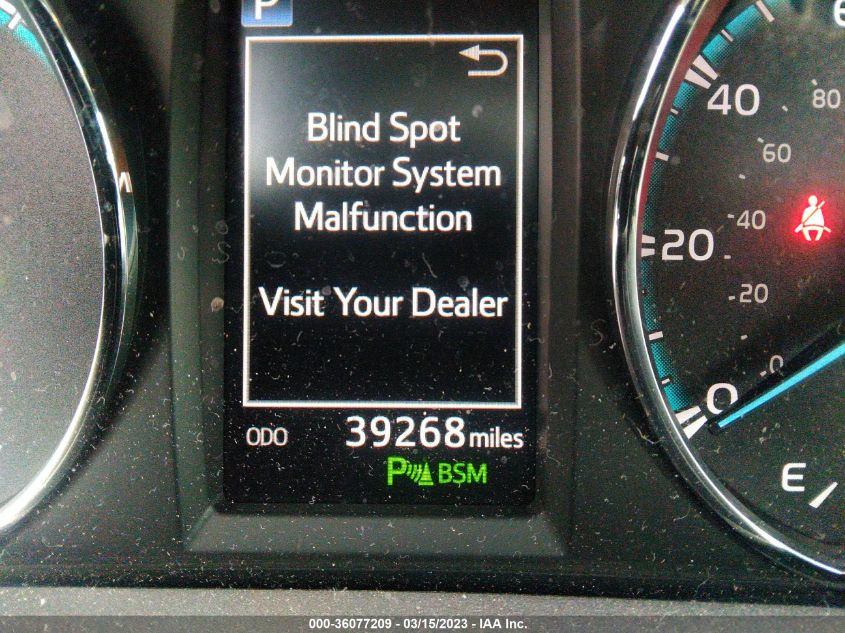 P
Blind Spot
Monitor System
Malfunction
Visit Your Dealer
ODO 39268 miles
P BSM
40
80
60
20
40
20
0
0
E
000-36077209 - 03/15/2023 - IAA Inc.